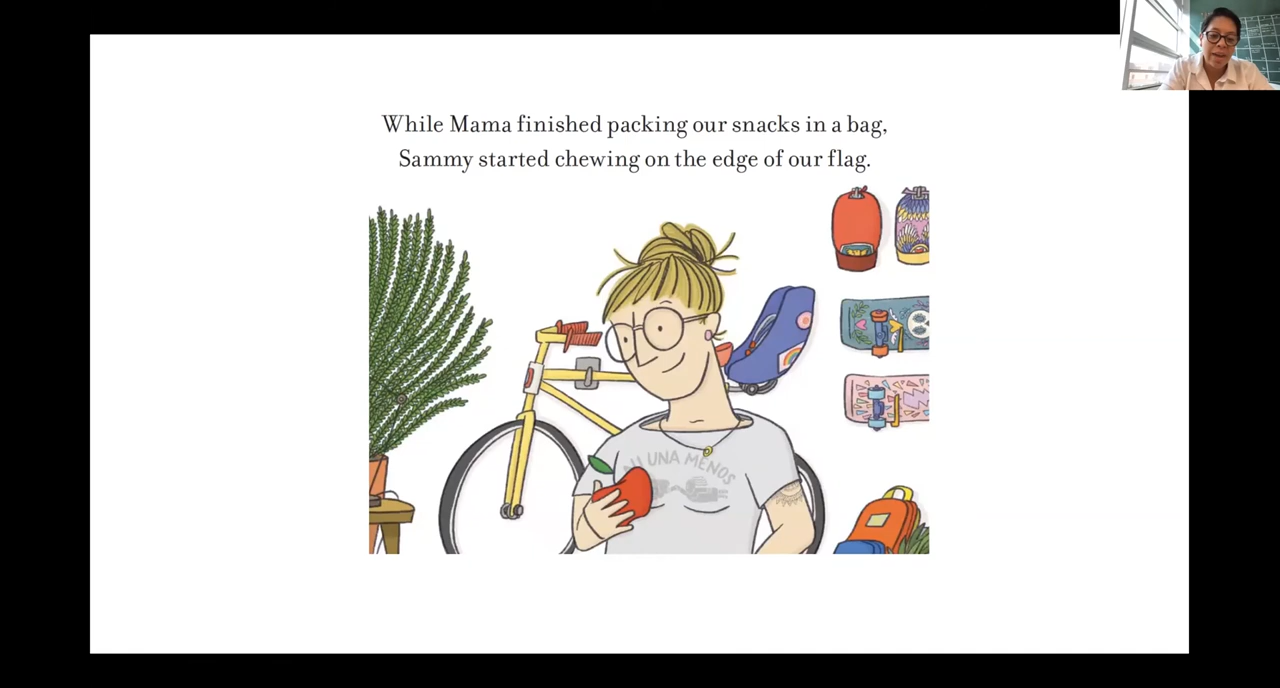 While Mama finished packing our snacks in a bag,
Sammy started chewing on the edge of our flag.
NI UNA MENOS